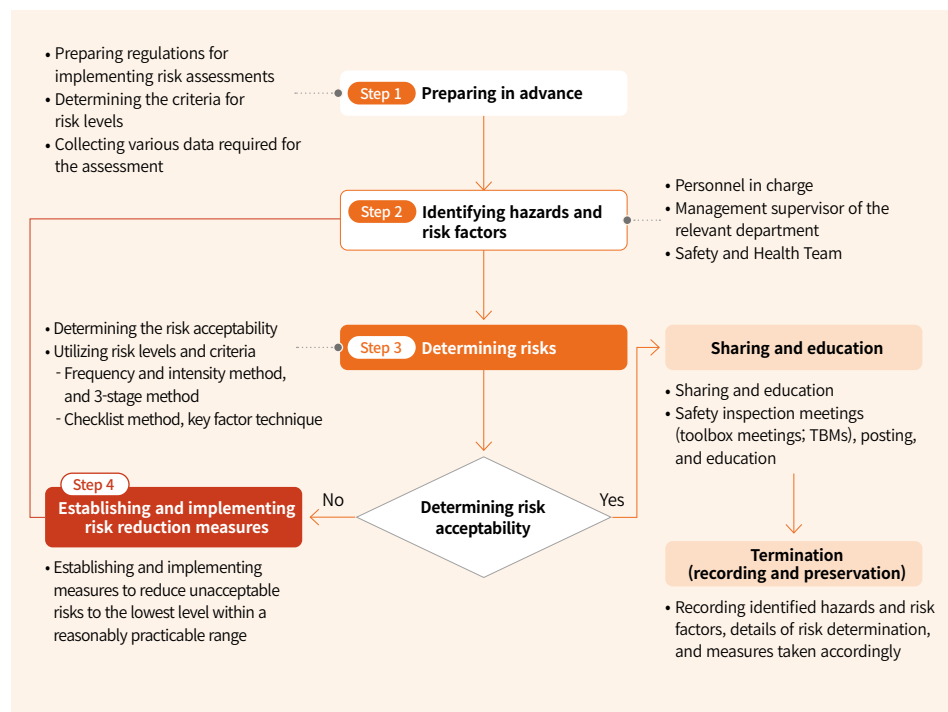 • Preparing regulations for
implementing risk assessments
• Determining the criteria for
risk levels
• Collecting various data required for
the assessment
Step 1 Preparing in advance
Step 2 Identifying hazards and
risk factors
• Personnel in charge
• Management supervisor of the
relevant department
• Safety and Health Team
• Determining the risk acceptability
• Utilizing risk levels and criteria
- Frequency and intensity method,
and 3-stage method
- Checklist method, key factor technique
Step 3 Determining risks
Sharing and education
• Sharing and education
• Safety inspection meetings
(toolbox meetings; TBMs), posting,
and education
Step 4
Establishing and implementing
risk reduction measures
No
Determining risk
acceptability
Yes
• Establishing and implementing
measures to reduce unacceptable
risks to the lowest level within a
reasonably practicable range
Termination
(recording and preservation)
• Recording identified hazards and risk
factors, details of risk determination,
and measures taken accordingly